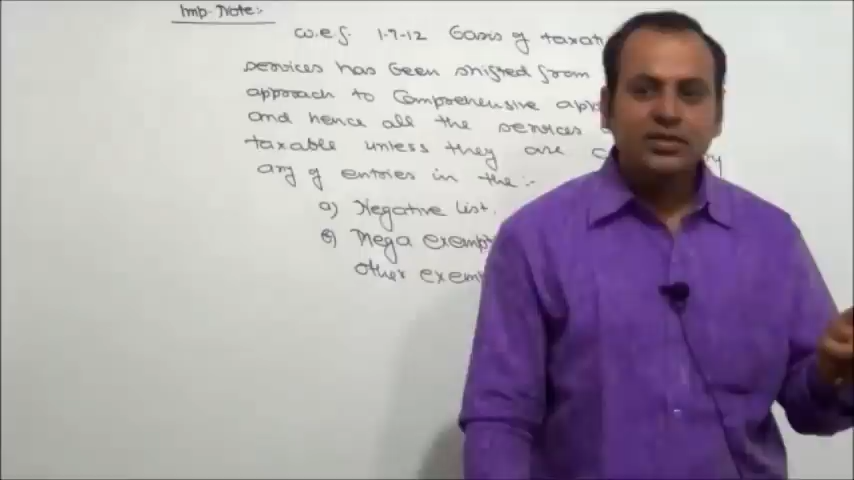 Imp. Note:-
w.e.f. 1-7-12 Basis of taxati
services has been shifted from
approach to Comprehensive app
and hence all the services
taxable unless they are c
any of entries in the:-
a) Negative list.
b) Mega exempt
other exem